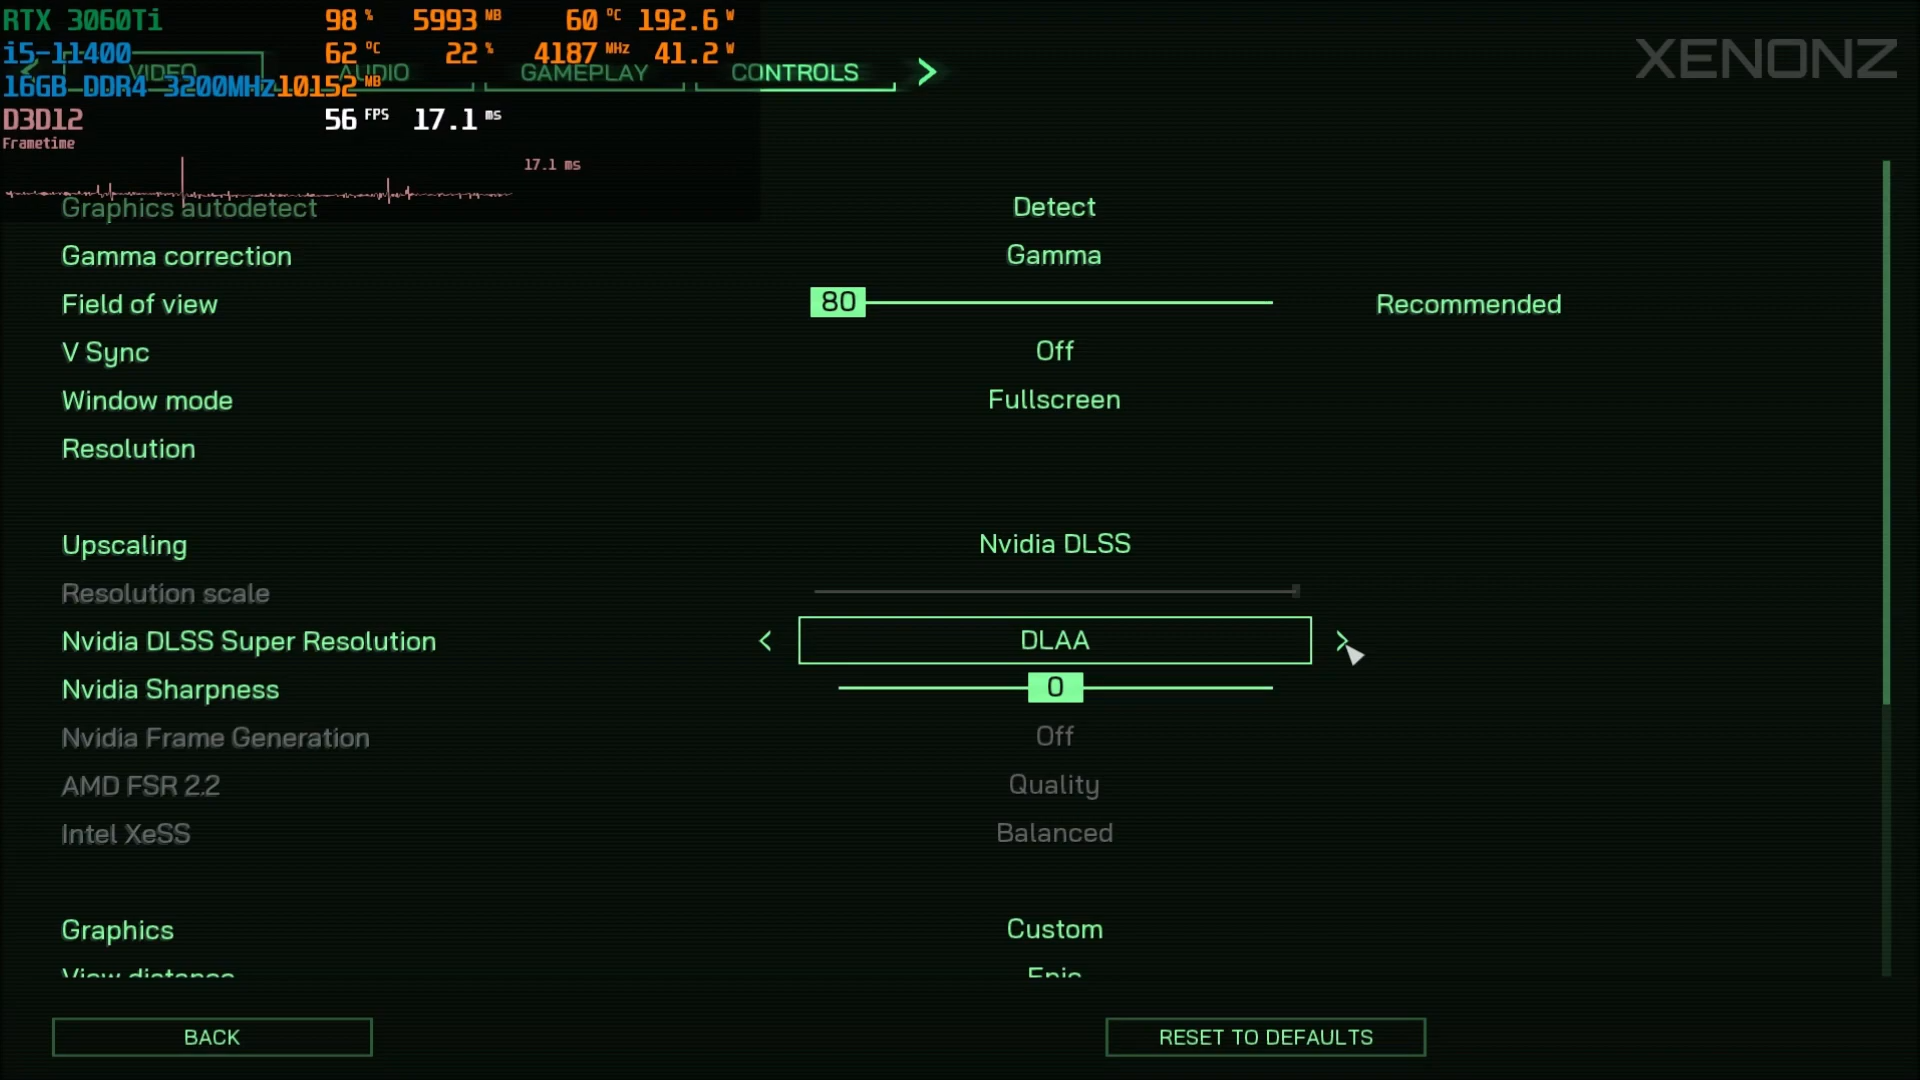 RTX 3060Ti 98 % 5993 MB 60 °C 192.6 W
i5-11400 62 °C 22 % 4187 MHz 41.2 W
16GB DDR4 3200MHz 10152 MB
D3D12 56 FPS 17.1 ms
Frametime
17.1 ms
VIDEO AUDIO GAMEPLAY CONTROLS
XENONZ
Graphics autodetect Detect
Gamma correction Gamma
Field of view 80 Recommended
V Sync Off
Window mode Fullscreen
Resolution
Upscaling Nvidia DLSS
Resolution scale
Nvidia DLSS Super Resolution < DLAA >
Nvidia Sharpness 0
Nvidia Frame Generation Off
AMD FSR 2.2 Quality
Intel XeSS Balanced
Graphics Custom
View distance Epic
BACK RESET TO DEFAULTS